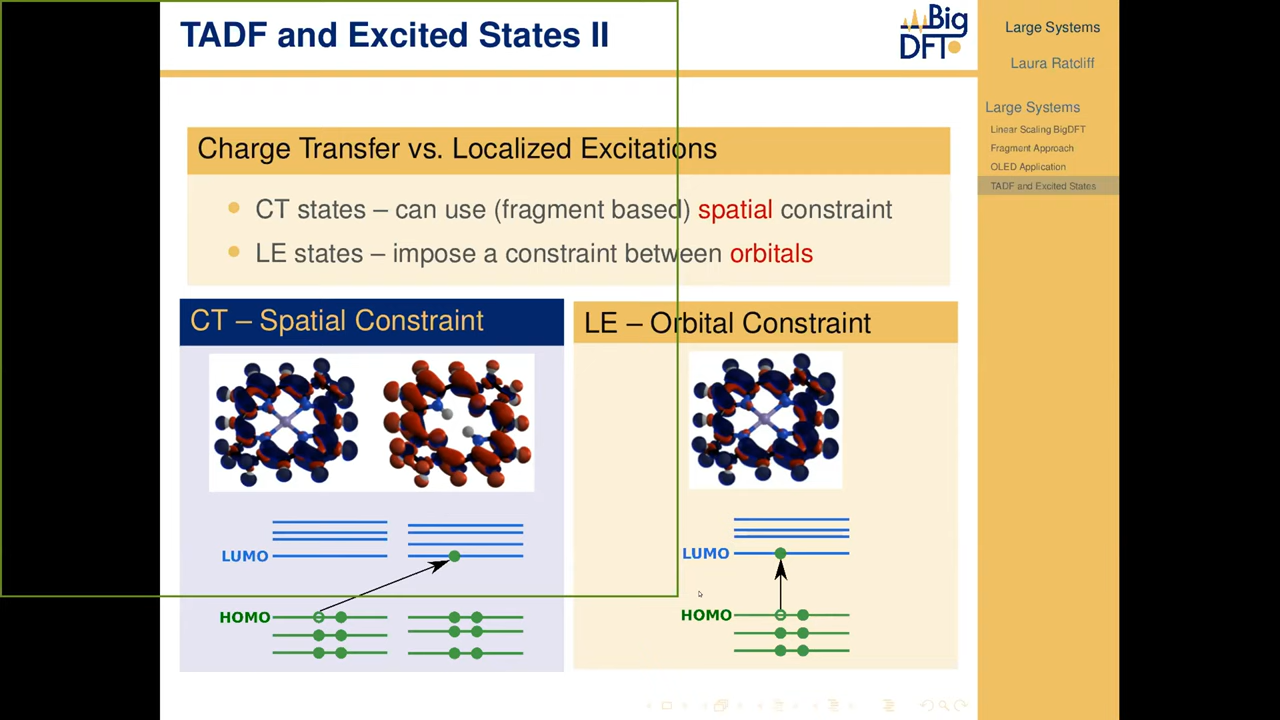 TADF and Excited States II
Big
DFT
Large Systems
Laura Ratcliff
Large Systems
Linear Scaling BigDFT
Fragment Approach
OLED Application
TADF and Excited States
Charge Transfer vs. Localized Excitations
CT states – can use (fragment based) spatial constraint
LE states – impose a constraint between orbitals
CT – Spatial Constraint
LUMO
HOMO
LE – Orbital Constraint
LUMO
HOMO